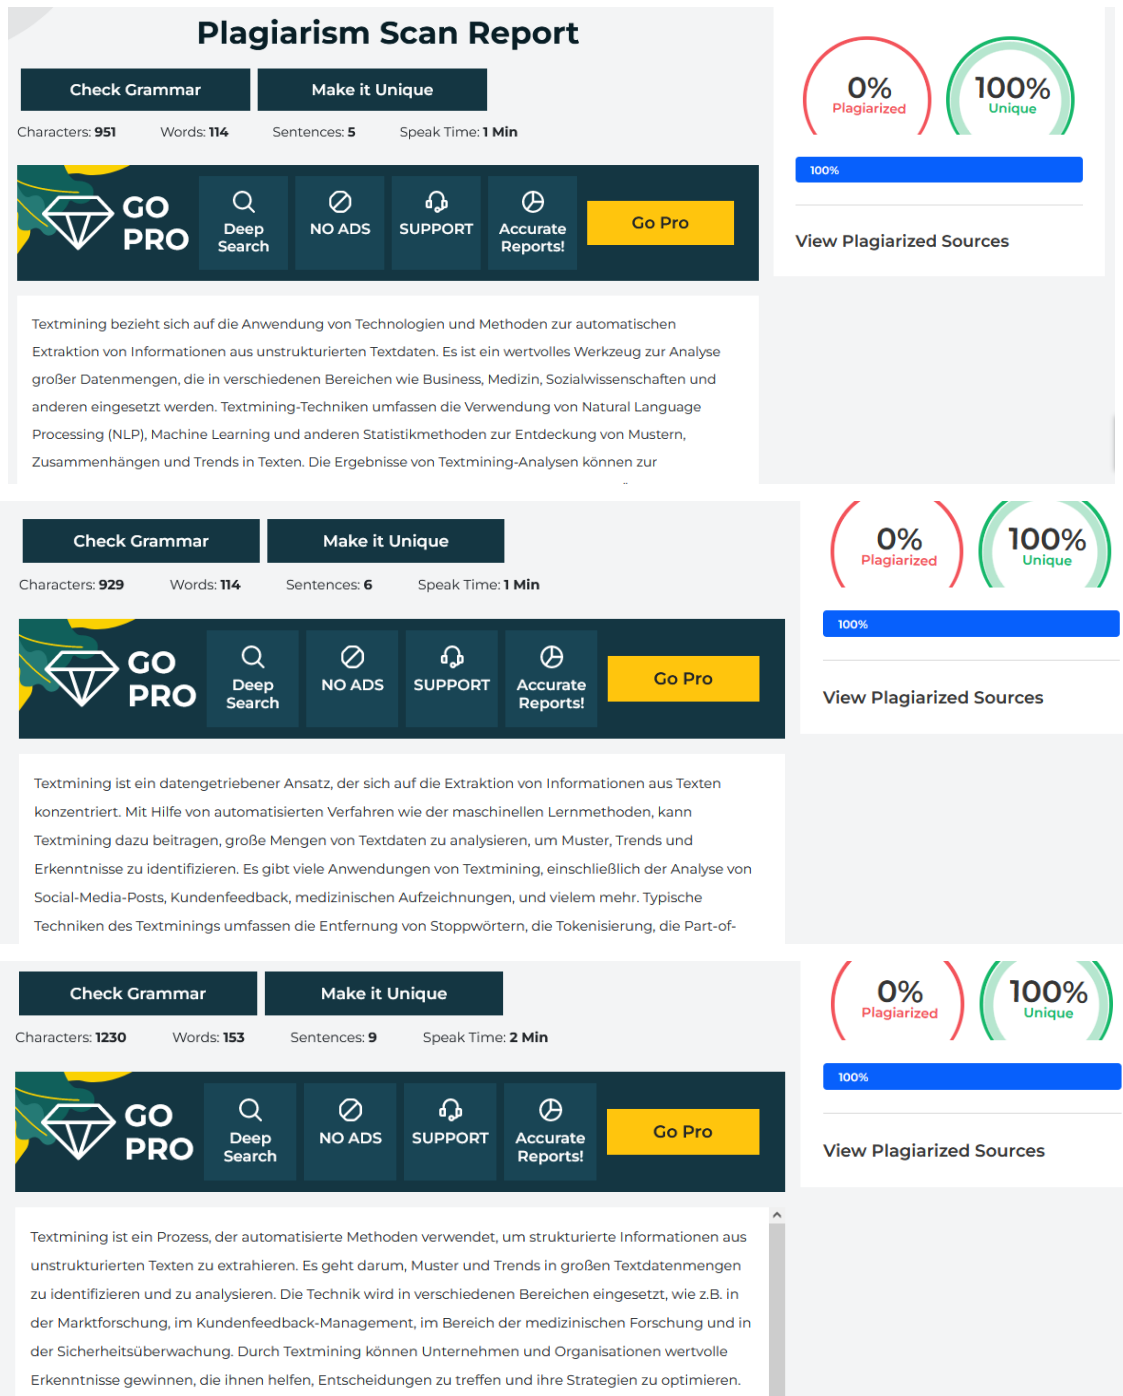 Plagiarism Scan Report
0%
Plagiarized
100%
Unique
Check Grammar
Make it Unique
Characters: 951 Words: 114 Sentences: 5 Speak Time: 1 Min
100%
GO PRO
Deep Search
NO ADS
SUPPORT
Accurate Reports!
Go Pro
View Plagiarized Sources
Textmining bezieht sich auf die Anwendung von Technologien und Methoden zur automatischen
Extraktion von Informationen aus unstrukturierten Textdaten. Es ist ein wertvolles Werkzeug zur Analyse
großer Datenmengen, die in verschiedenen Bereichen wie Business, Medizin, Sozialwissenschaften und
anderen eingesetzt werden. Textmining-Techniken umfassen die Verwendung von Natural Language
Processing (NLP), Machine Learning und anderen Statistikmethoden zur Entdeckung von Mustern,
Zusammenhängen und Trends in Texten. Die Ergebnisse von Textmining-Analysen können zur
Check Grammar
Make it Unique
0%
Plagiarized
100%
Unique
Characters: 929 Words: 114 Sentences: 6 Speak Time: 1 Min
100%
GO PRO
Deep Search
NO ADS
SUPPORT
Accurate Reports!
Go Pro
View Plagiarized Sources
Textmining ist ein datengetriebener Ansatz, der sich auf die Extraktion von Informationen aus Texten
konzentriert. Mit Hilfe von automatisierten Verfahren wie der maschinellen Lernmethoden, kann
Textmining dazu beitragen, große Mengen von Textdaten zu analysieren, um Muster, Trends und
Erkenntnisse zu identifizieren. Es gibt viele Anwendungen von Textmining, einschließlich der Analyse von
Social-Media-Posts, Kundenfeedback, medizinischen Aufzeichnungen, und vielem mehr. Typische
Techniken des Textminings umfassen die Entfernung von Stoppwörtern, die Tokenisierung, die Part-of-
Check Grammar
Make it Unique
0%
Plagiarized
100%
Unique
Characters: 1230 Words: 153 Sentences: 9 Speak Time: 2 Min
100%
GO PRO
Deep Search
NO ADS
SUPPORT
Accurate Reports!
Go Pro
View Plagiarized Sources
Textmining ist ein Prozess, der automatisierte Methoden verwendet, um strukturierte Informationen aus
unstrukturierten Texten zu extrahieren. Es geht darum, Muster und Trends in großen Textdatenmengen
zu identifizieren und zu analysieren. Die Technik wird in verschiedenen Bereichen eingesetzt, wie z.B. in
der Marktforschung, im Kundenfeedback-Management, im Bereich der medizinischen Forschung und in
der Sicherheitsüberwachung. Durch Textmining können Unternehmen und Organisationen wertvolle
Erkenntnisse gewinnen, die ihnen helfen, Entscheidungen zu treffen und ihre Strategien zu optimieren.